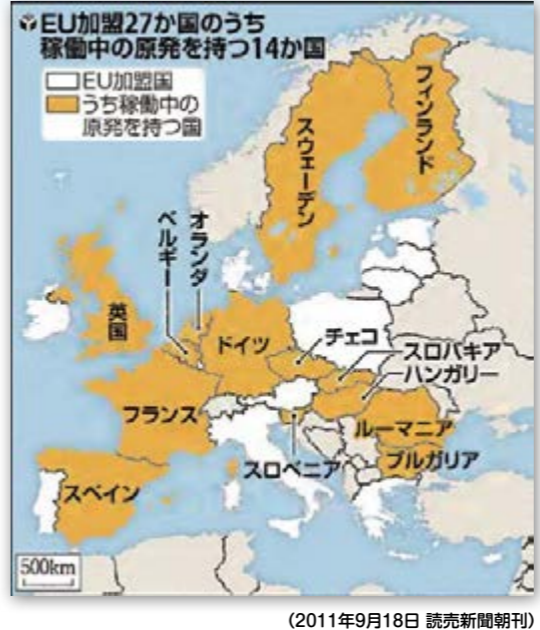 EU加盟27か国のうち
稼働中の原発を持つ14か国
EU加盟国
うち稼働中の
原発を持つ国
フィンランド
スウェーデン
オランダ
ベルギー
英国
ドイツ
チェコ
スロバキア
ハンガリー
フランス
ルーマニア
スロベニア
ブルガリア
スペイン
500km
(2011年9月18日 読売新聞朝刊)